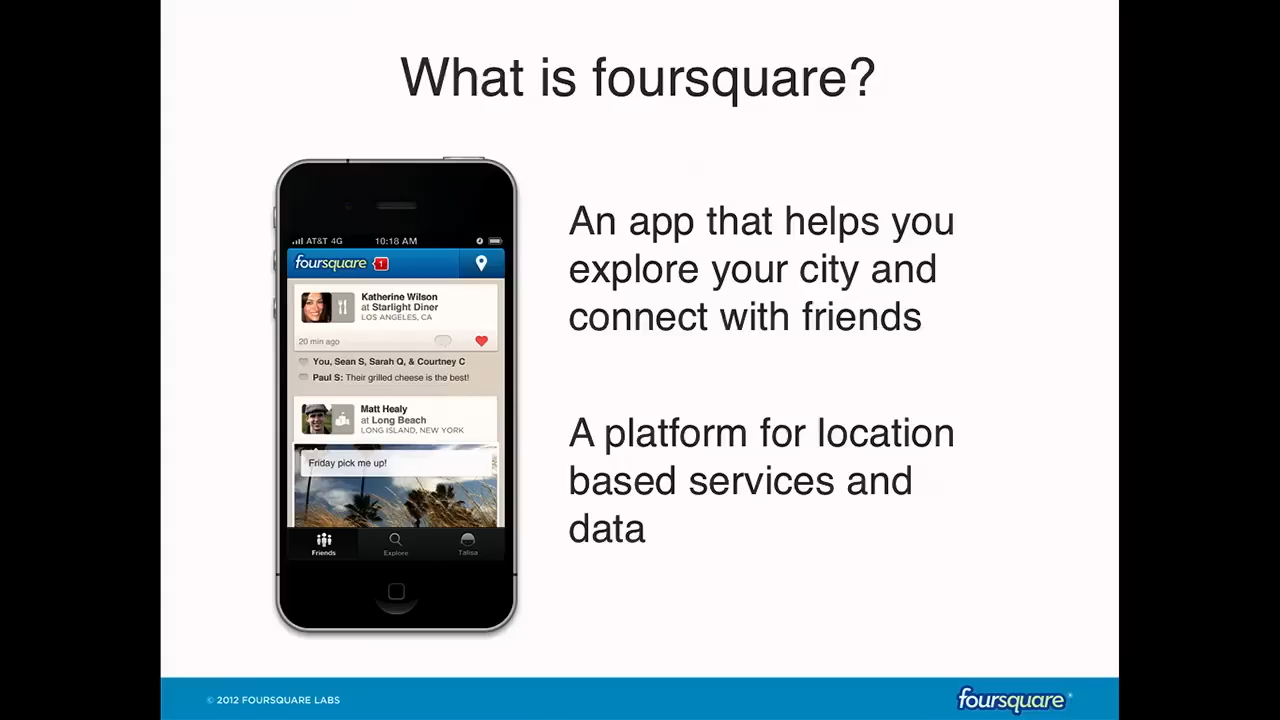 What is foursquare?
AT&T 4G 10:18 AM
foursquare 1
Katherine Wilson
at Starlight Diner
LOS ANGELES, CA
20 min ago
You, Sean S, Sarah Q, & Courtney C
Paul S: Their grilled cheese is the best!
Matt Healy
at Long Beach
LONG ISLAND, NEW YORK
Friday pick me up!
Friends Explore Talisa
An app that helps you
explore your city and
connect with friends
A platform for location
based services and
data
© 2012 FOURSQUARE LABS
foursquare®